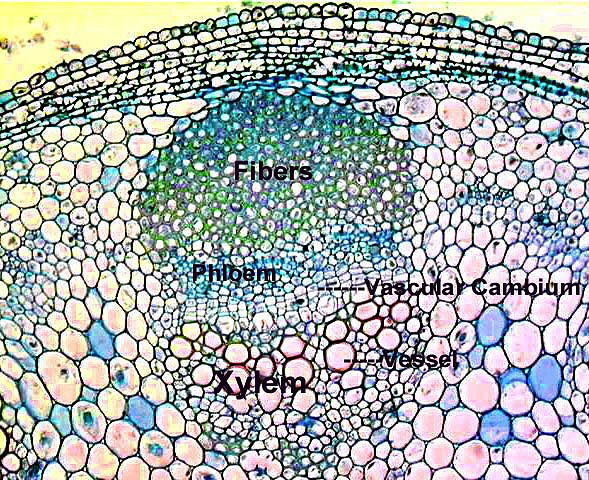 Fibers
Phloem
------Vascular Cambium
-----Vessel
Xylem